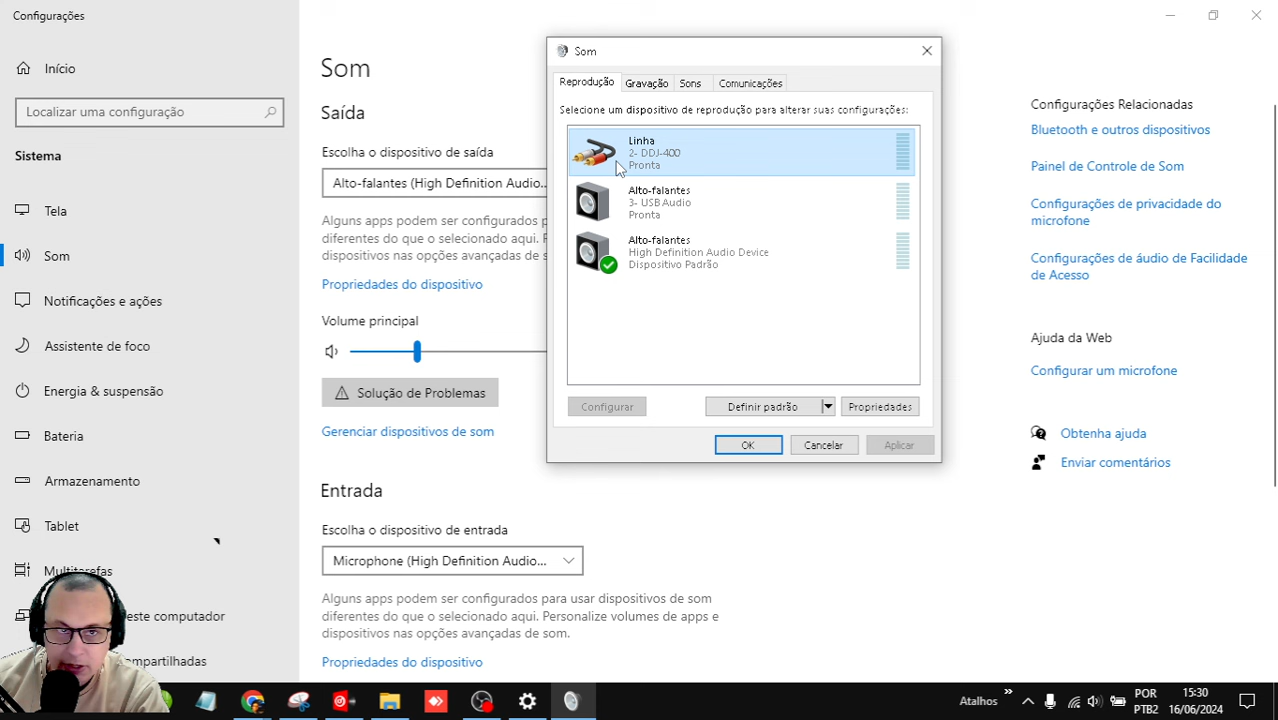 Configurações
Início
Localizar uma configuração
Sistema
Tela
Som
Notificações e ações
Assistente de foco
Energia & suspensão
Bateria
Armazenamento
Tablet
Multitarefas
este computador
mpartilhadas
Som
Saída
Escolha o dispositivo de saída
Alto-falantes (High Definition Audio...
Alguns apps podem ser configurados p
diferentes do que o selecionado aqui. P
avançadas de s
Propriedades do dispositivo
Volume principal
Solução de Problemas
Gerenciar dispositivos de som
Entrada
Escolha o dispositivo de entrada
Microphone (High Definition Audio...
Alguns apps podem ser configurados para usar dispositivos de som
diferentes do que o selecionado aqui. Personalize volumes de apps e
dispositivos nas opções avançadas de som.
Propriedades do dispositivo
Som
Reprodução Gravação Sons Comunicações
Selecione um dispositivo de reprodução para alterar suas configurações:
Linha
2- DDJ-400
Pronta
Alto-falantes
3- USB Audio
Pronta
Alto-falantes
High Definition Audio Device
Dispositivo Padrão
Configurar Definir padrão Propriedades
OK Cancelar Aplicar
Configurações Relacionadas
Bluetooth e outros dispositivos
Painel de Controle de Som
Configurações de privacidade do
microfone
Configurações de áudio de Facilidade
de Acesso
Ajuda da Web
Configurar um microfone
Obtenha ajuda
Enviar comentários
Atalhos
POR
PTB2
15:30
16/06/2024